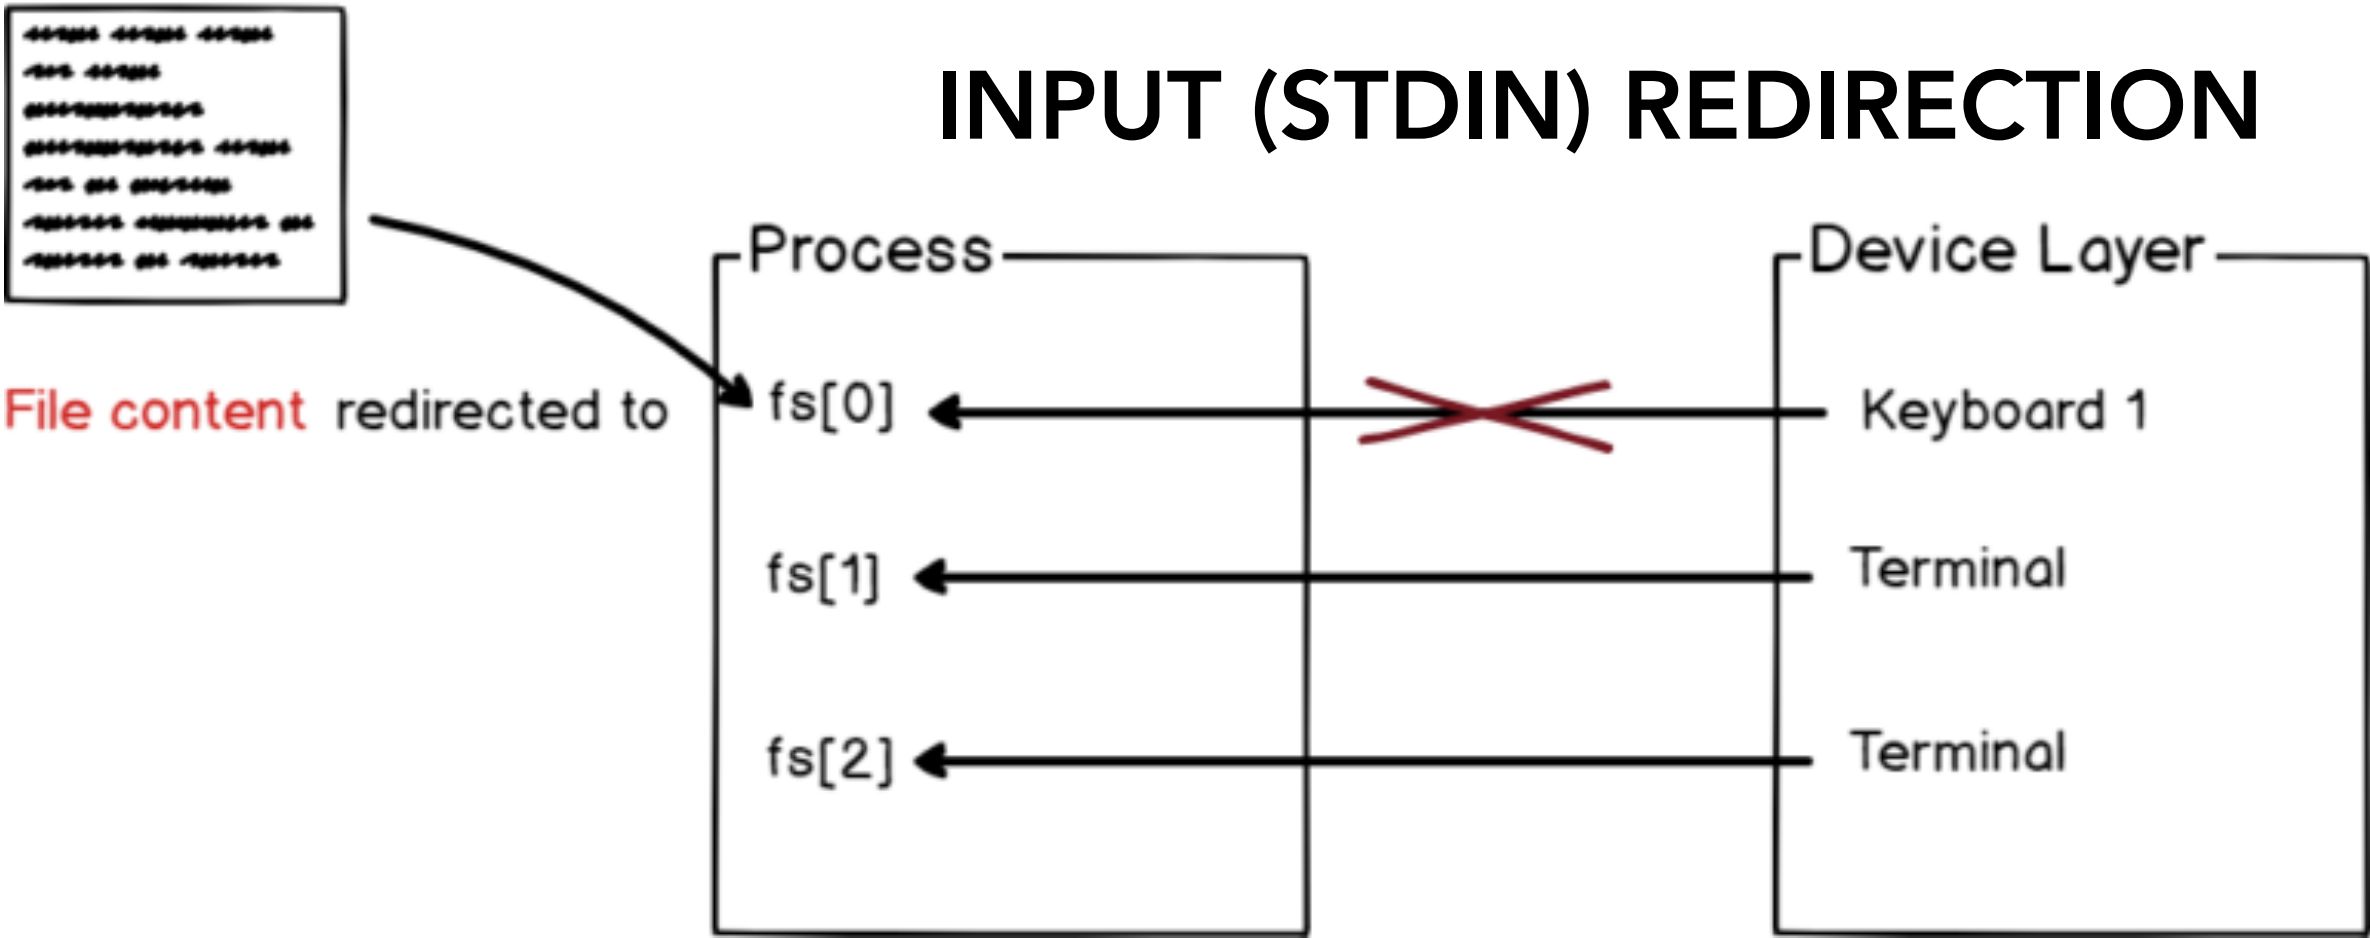 INPUT (STDIN) REDIRECTION
Process
Device Layer
File content redirected to
fs[0]
Keyboard 1
fs[1]
Terminal
fs[2]
Terminal